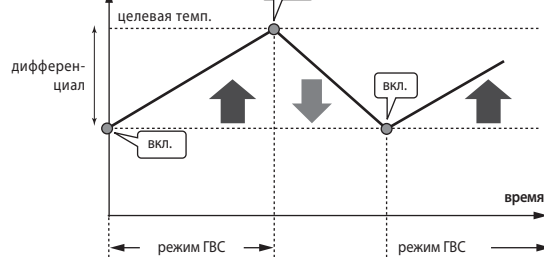 целевая темп.
дифферен-
циал
вкл.
вкл.
время
режим ГВС
режим ГВС